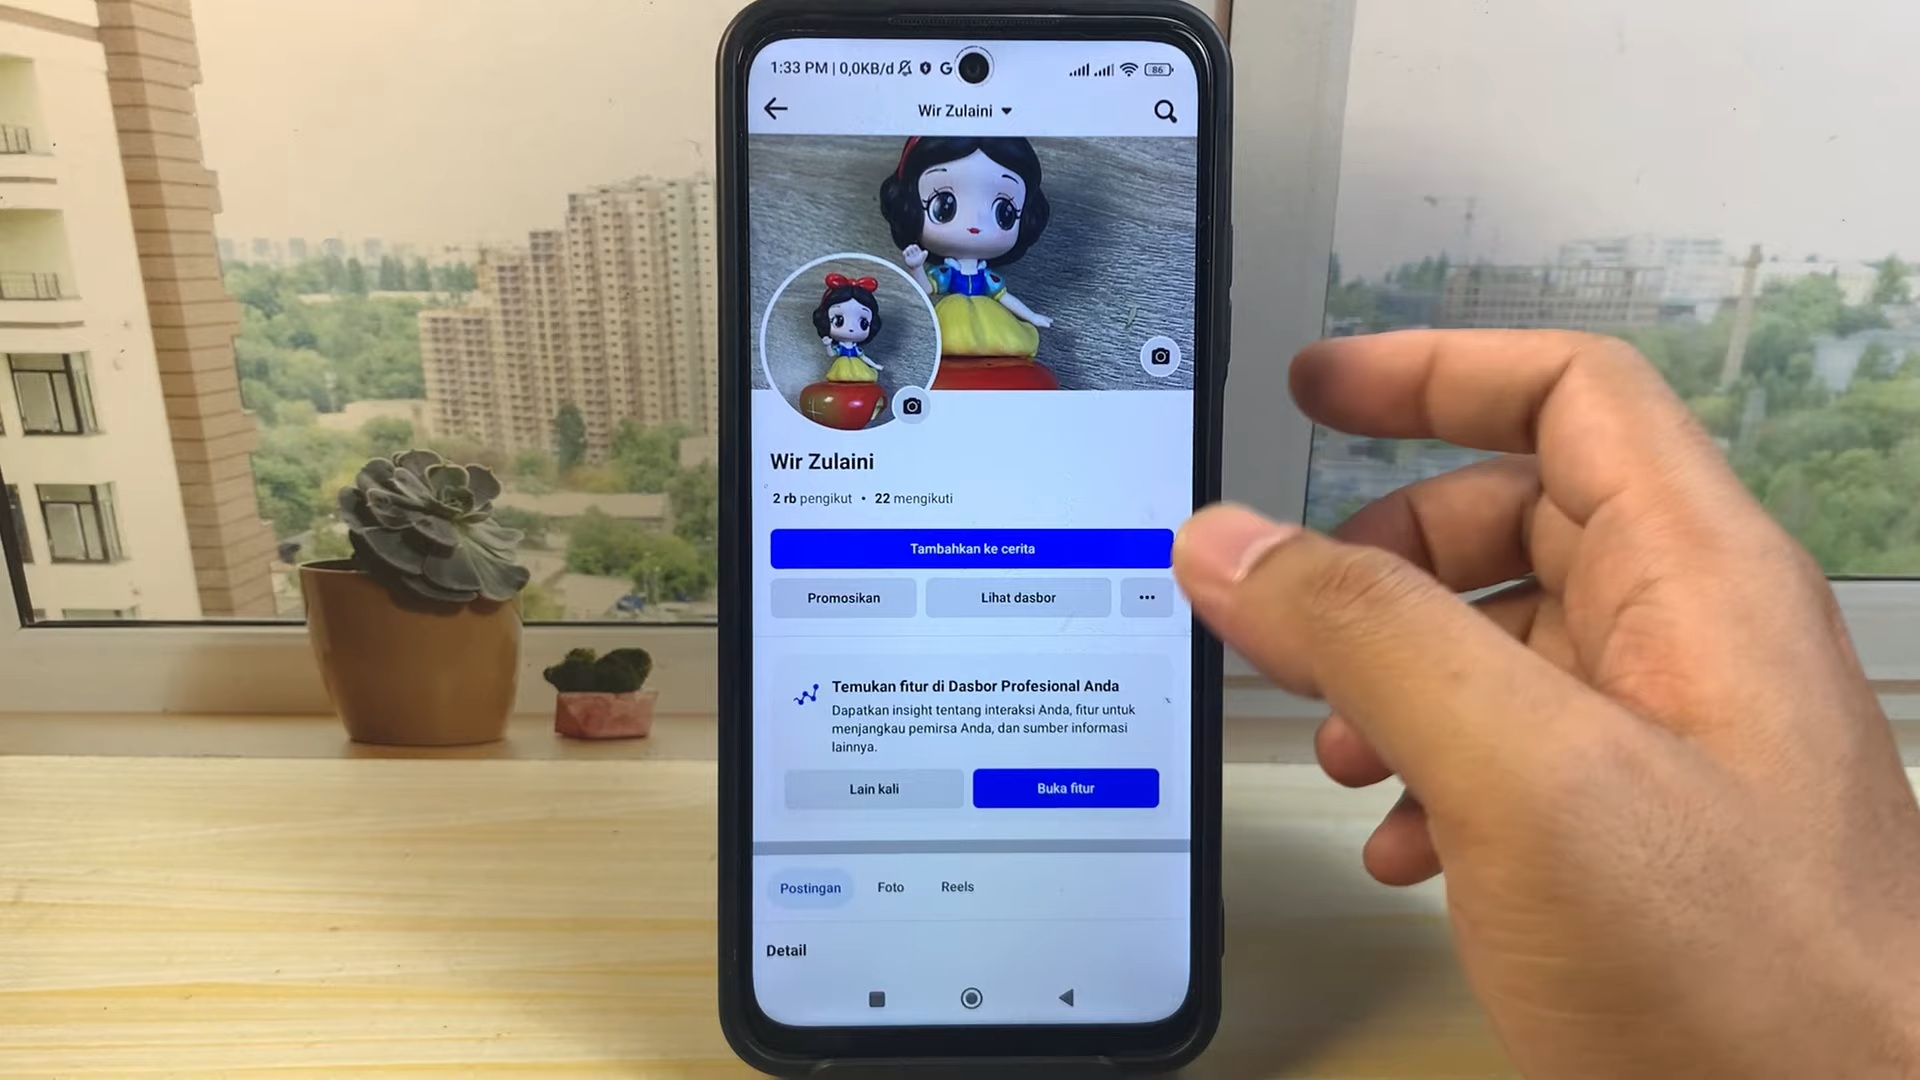 1:33 PM | 0,0KB/d G 86
Wir Zulaini
Wir Zulaini
2 rb pengikut • 22 mengikuti
Tambahkan ke cerita
Promosikan Lihat dasbor ...
Temukan fitur di Dasbor Profesional Anda
Dapatkan insight tentang interaksi Anda, fitur untuk
menjangkau pemirsa Anda, dan sumber informasi
lainnya.
Lain kali Buka fitur
Postingan Foto Reels
Detail